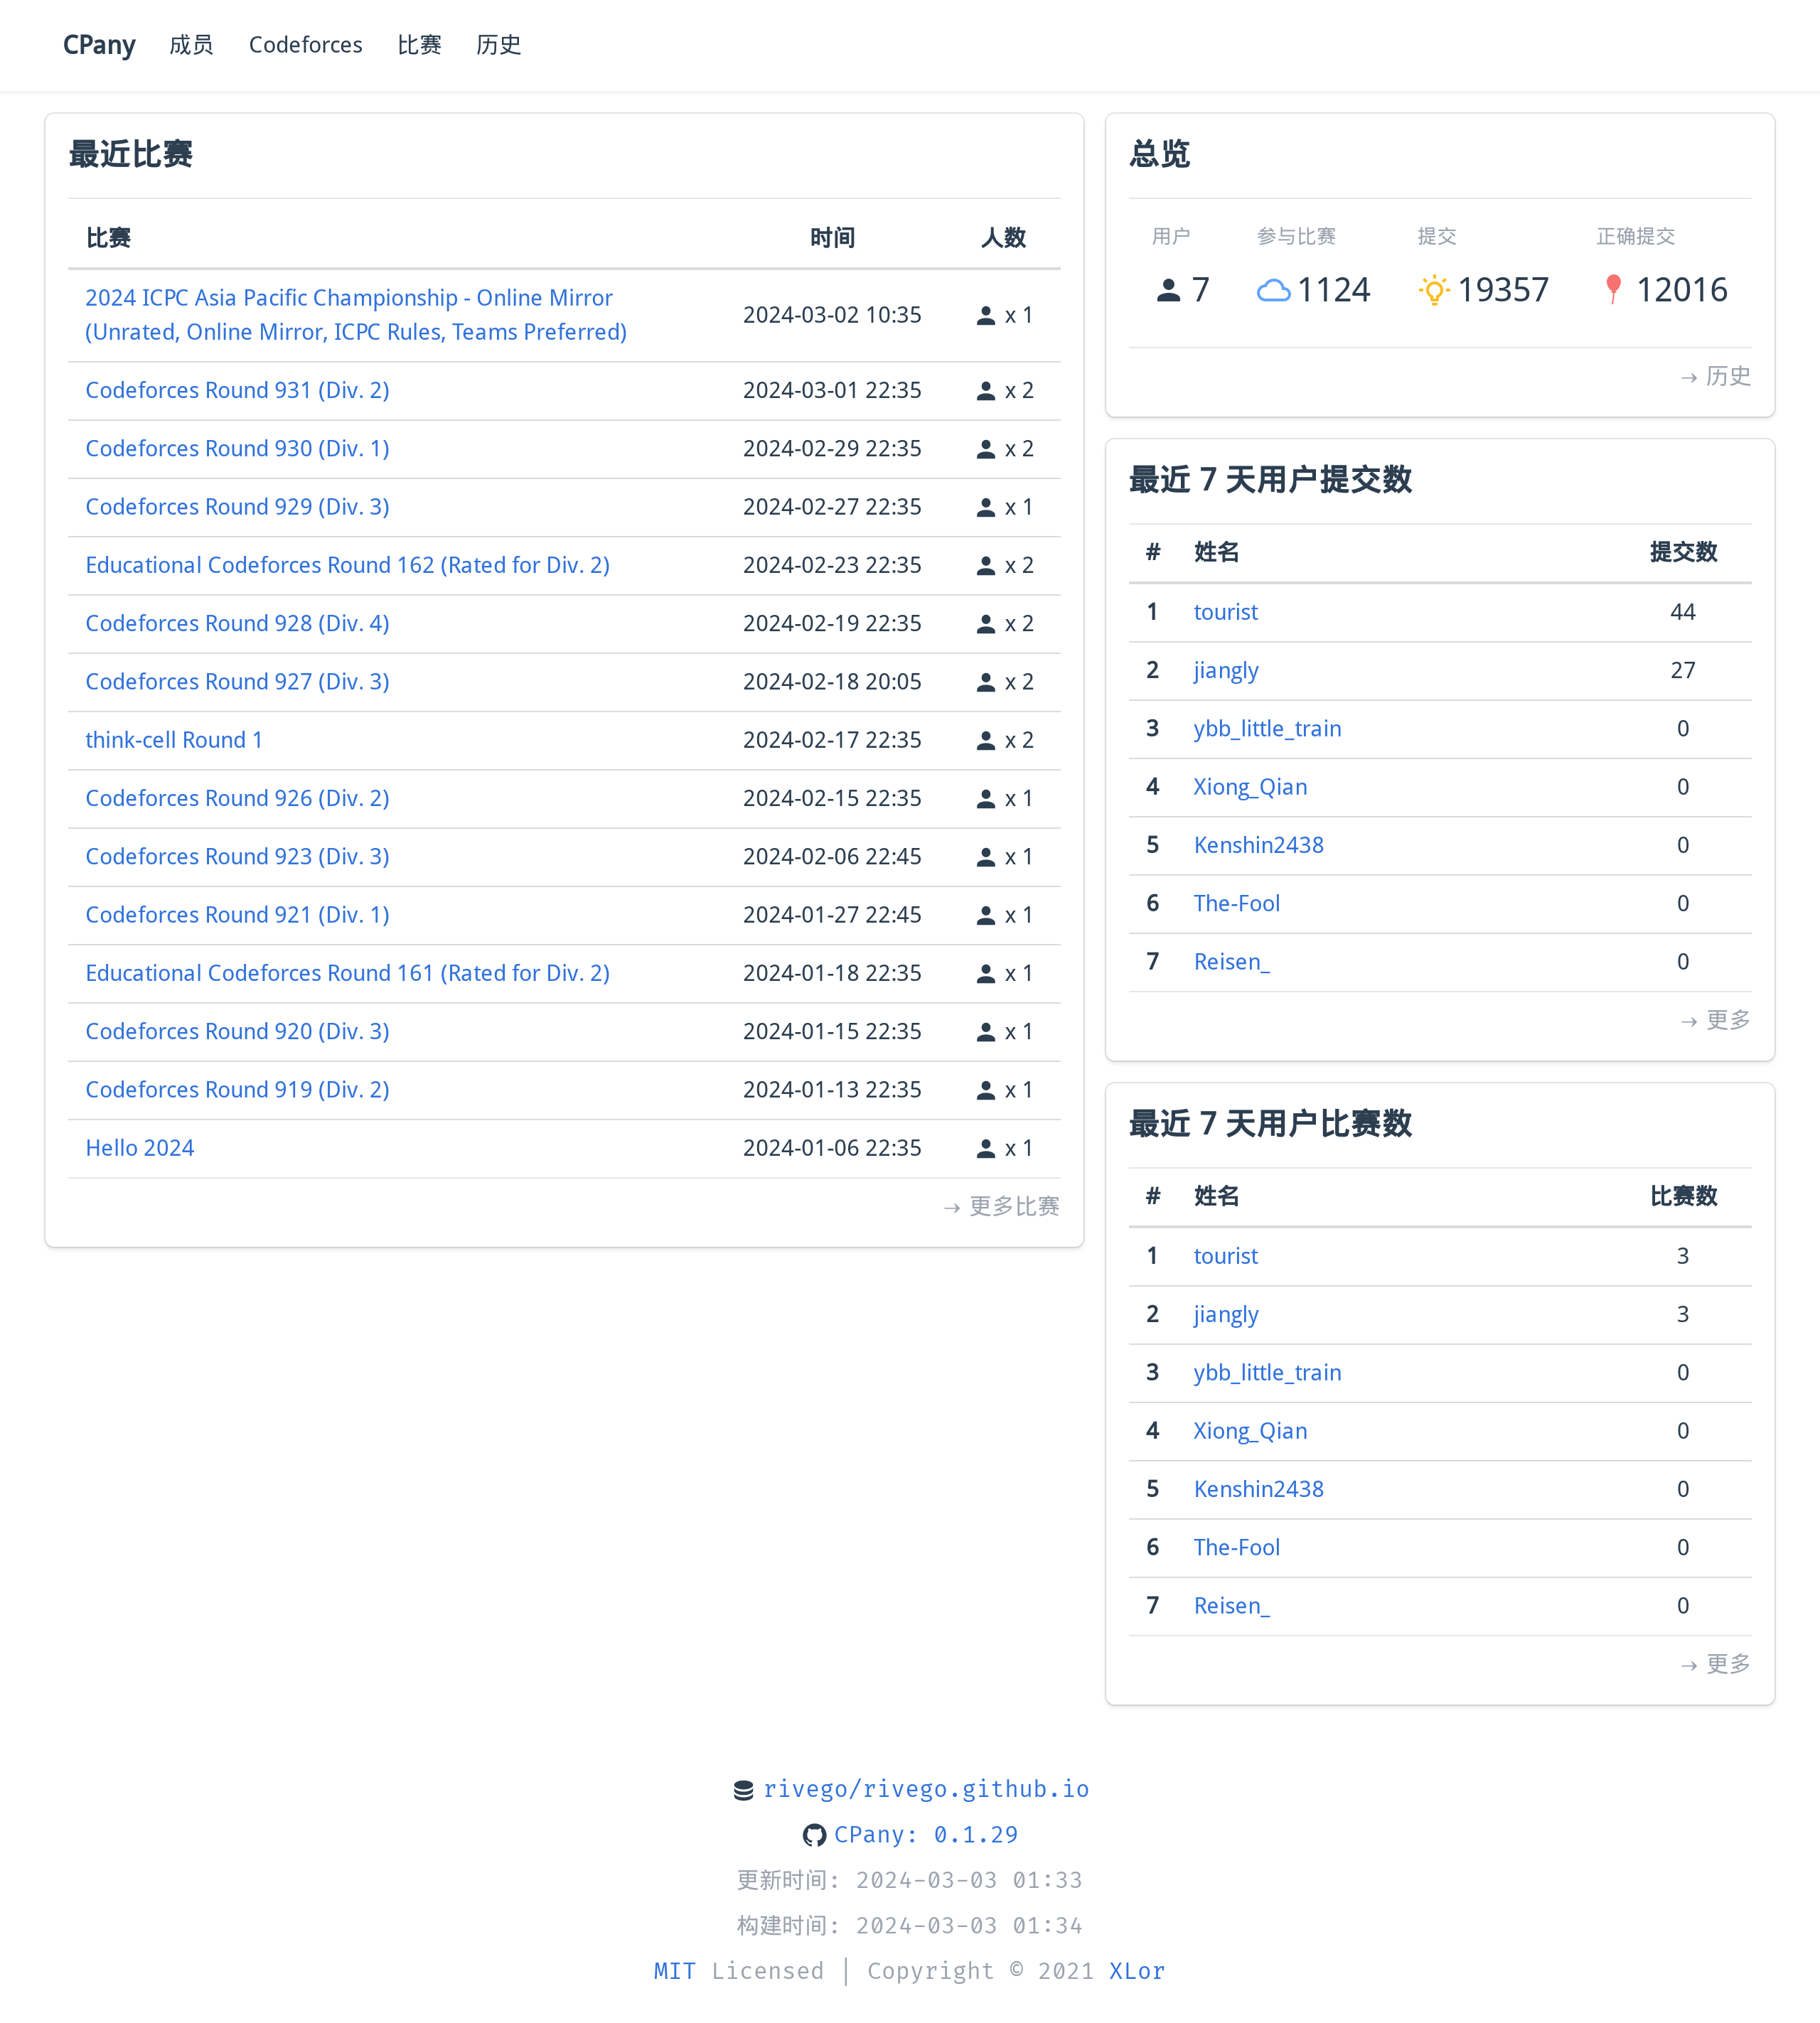 CPany 成员 Codeforces 比赛 历史
最近比赛
比赛 时间 人数
2024 ICPC Asia Pacific Championship - Online Mirror
(Unrated, Online Mirror, ICPC Rules, Teams Preferred) 2024-03-02 10:35 x 1
Codeforces Round 931 (Div. 2) 2024-03-01 22:35 x 2
Codeforces Round 930 (Div. 1) 2024-02-29 22:35 x 2
Codeforces Round 929 (Div. 3) 2024-02-27 22:35 x 1
Educational Codeforces Round 162 (Rated for Div. 2) 2024-02-23 22:35 x 2
Codeforces Round 928 (Div. 4) 2024-02-19 22:35 x 2
Codeforces Round 927 (Div. 3) 2024-02-18 20:05 x 2
think-cell Round 1 2024-02-17 22:35 x 2
Codeforces Round 926 (Div. 2) 2024-02-15 22:35 x 1
Codeforces Round 923 (Div. 3) 2024-02-06 22:45 x 1
Codeforces Round 921 (Div. 1) 2024-01-27 22:45 x 1
Educational Codeforces Round 161 (Rated for Div. 2) 2024-01-18 22:35 x 1
Codeforces Round 920 (Div. 3) 2024-01-15 22:35 x 1
Codeforces Round 919 (Div. 2) 2024-01-13 22:35 x 1
Hello 2024 2024-01-06 22:35 x 1
→ 更多比赛
总览
用户 参与比赛 提交 正确提交
7 1124 19357 12016
→ 历史
最近 7 天用户提交数
# 姓名 提交数
1 tourist 44
2 jiangly 27
3 ybb_little_train 0
4 Xiong_Qian 0
5 Kenshin2438 0
6 The-Fool 0
7 Reisen_ 0
→ 更多
最近 7 天用户比赛数
# 姓名 比赛数
1 tourist 3
2 jiangly 3
3 ybb_little_train 0
4 Xiong_Qian 0
5 Kenshin2438 0
6 The-Fool 0
7 Reisen_ 0
→ 更多
rivego/rivego.github.io
CPany: 0.1.29
更新时间: 2024-03-03 01:33
构建时间: 2024-03-03 01:34
MIT Licensed | Copyright © 2021 XLor